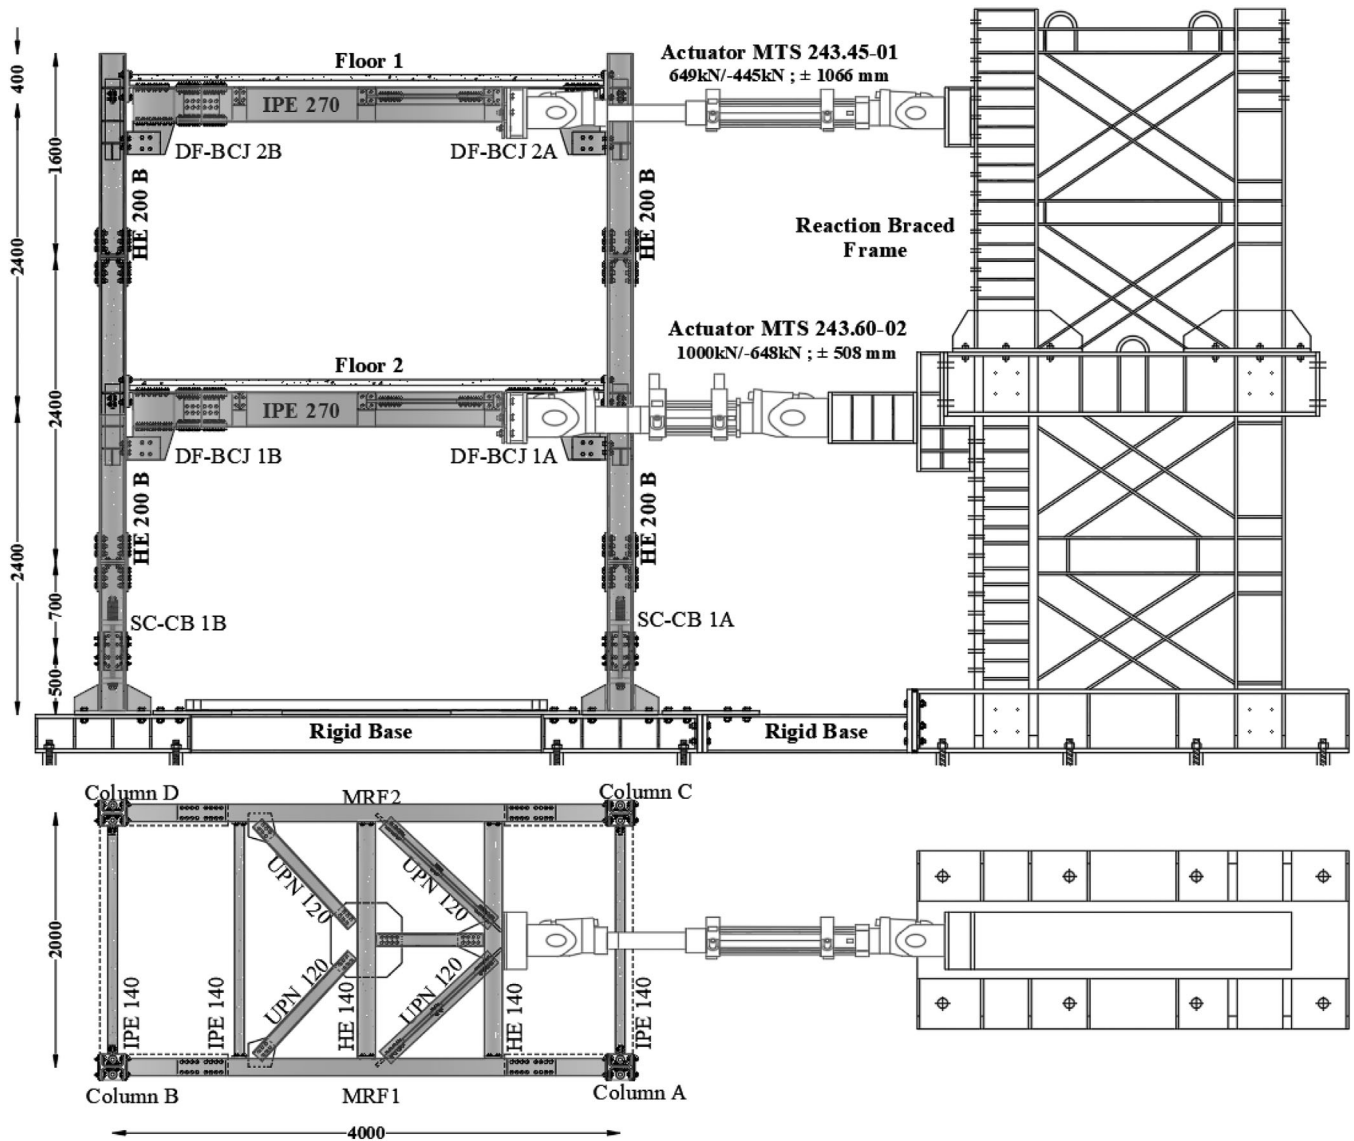 400
1600
2400
2400
2400
700
500
Floor 1
IPE 270
DF-BCJ 2B
DF-BCJ 2A
HE 200 B
HE 200 B
Actuator MTS 243.45-01
649kN/-445kN ; ± 1066 mm
Reaction Braced
Frame
Actuator MTS 243.60-02
1000kN/-648kN ; ± 508 mm
Floor 2
IPE 270
DF-BCJ 1B
DF-BCJ 1A
HE 200 B
HE 200 B
SC-CB 1B
SC-CB 1A
Rigid Base
Rigid Base
Column D
MRF2
Column C
UPN 120
UPN 120
2000
UPN 120
UPN 120
IPE 140
IPE 140
HE 140
HE 140
IPE 140
Column B
MRF1
Column A
4000